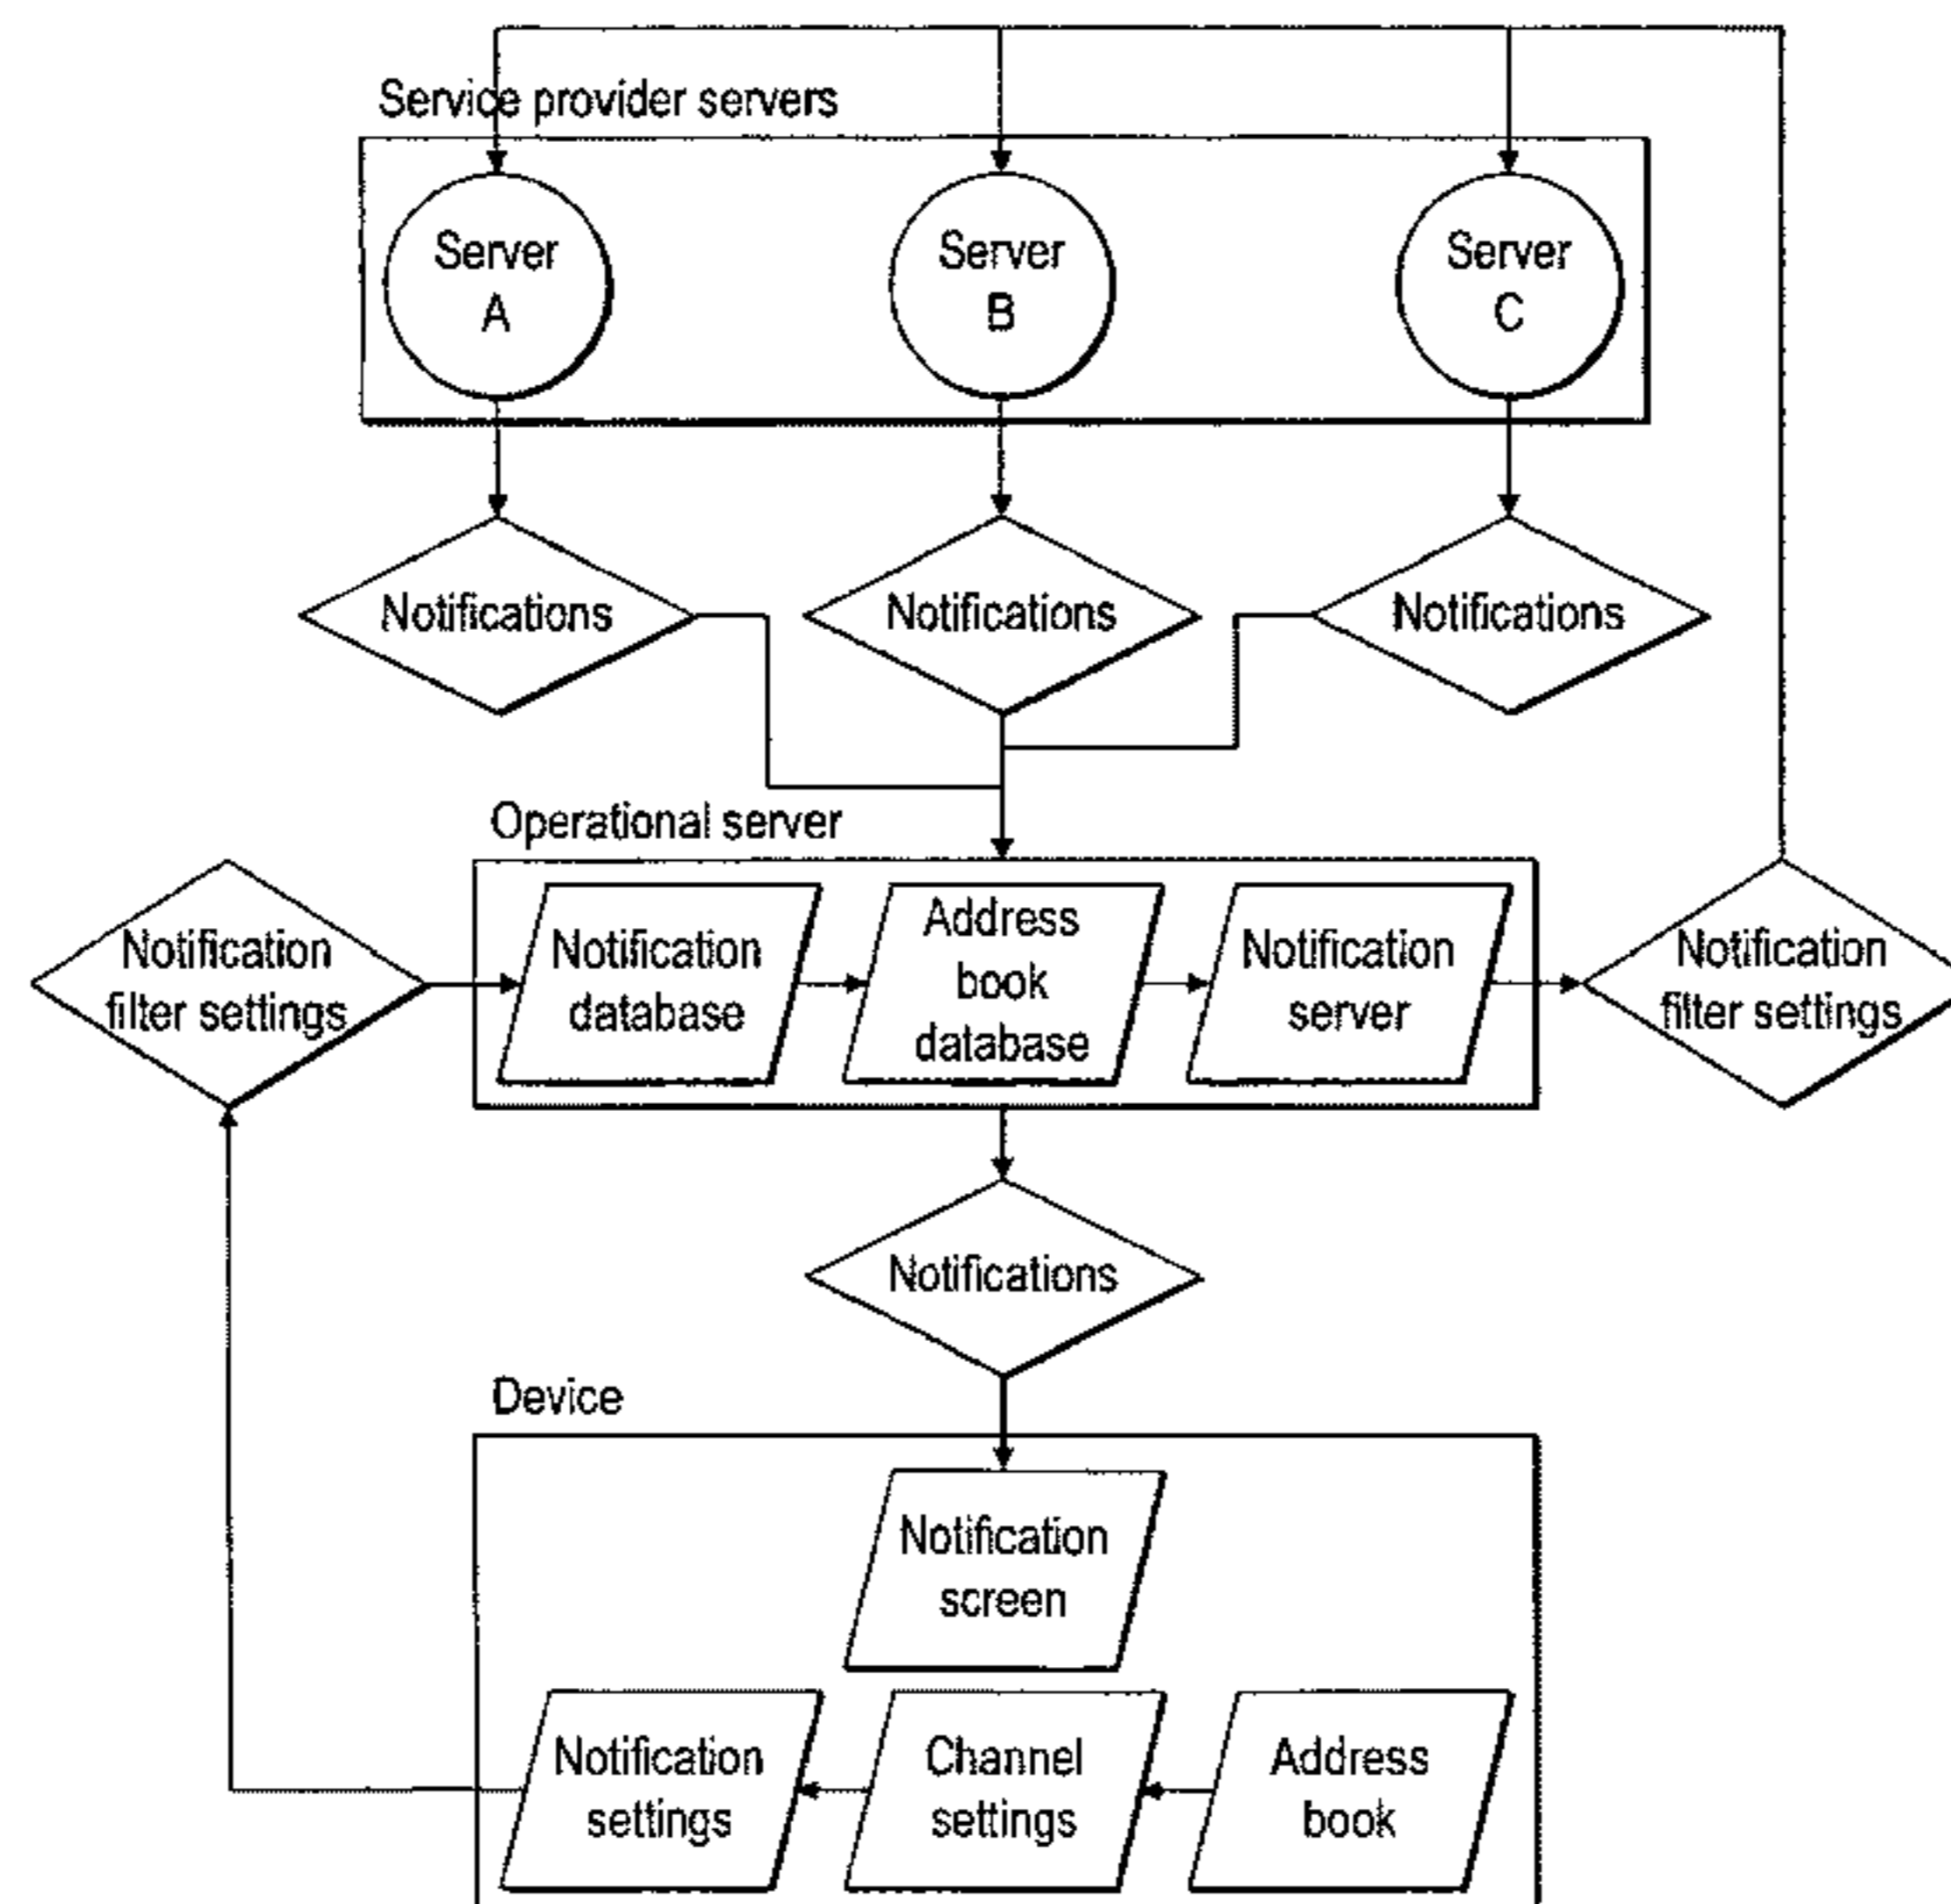 Service provider servers
Server
A
Server
B
Server
C
Notifications
Notifications
Notifications
Operational server
Notification
filter settings
Notification
database
Address
book
database
Notification
server
Notification
filter settings
Notifications
Device
Notification
screen
Notification
settings
Channel
settings
Address
book